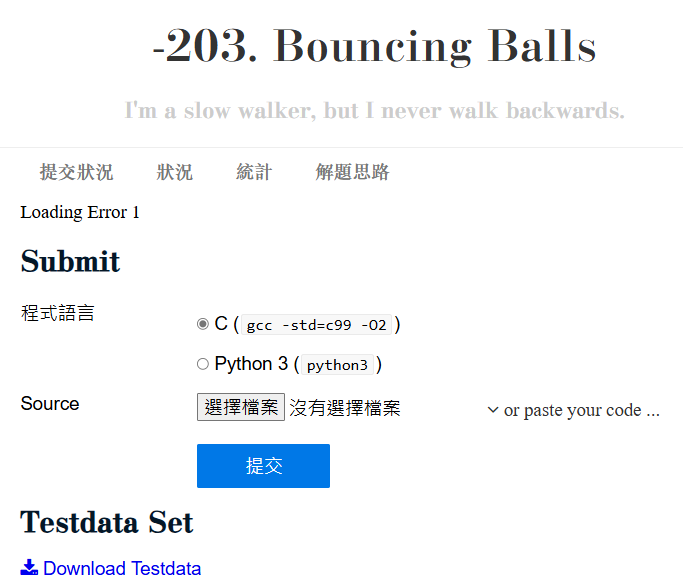 -203. Bouncing Balls
I'm a slow walker, but I never walk backwards.
提交狀況 狀況 統計 解題思路
Loading Error 1
Submit
程式語言
C ( gcc -std=c99 -O2 )
Python 3 ( python3 )
Source 選擇檔案 沒有選擇檔案 or paste your code ...
提交
Testdata Set
Download Testdata